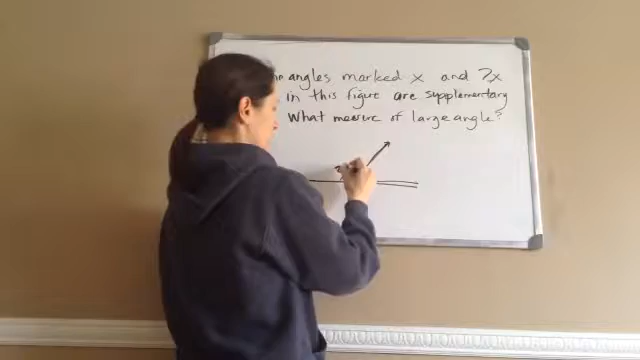 angles marked x and 7x
in this figure are supplementary
What measure of large angle?